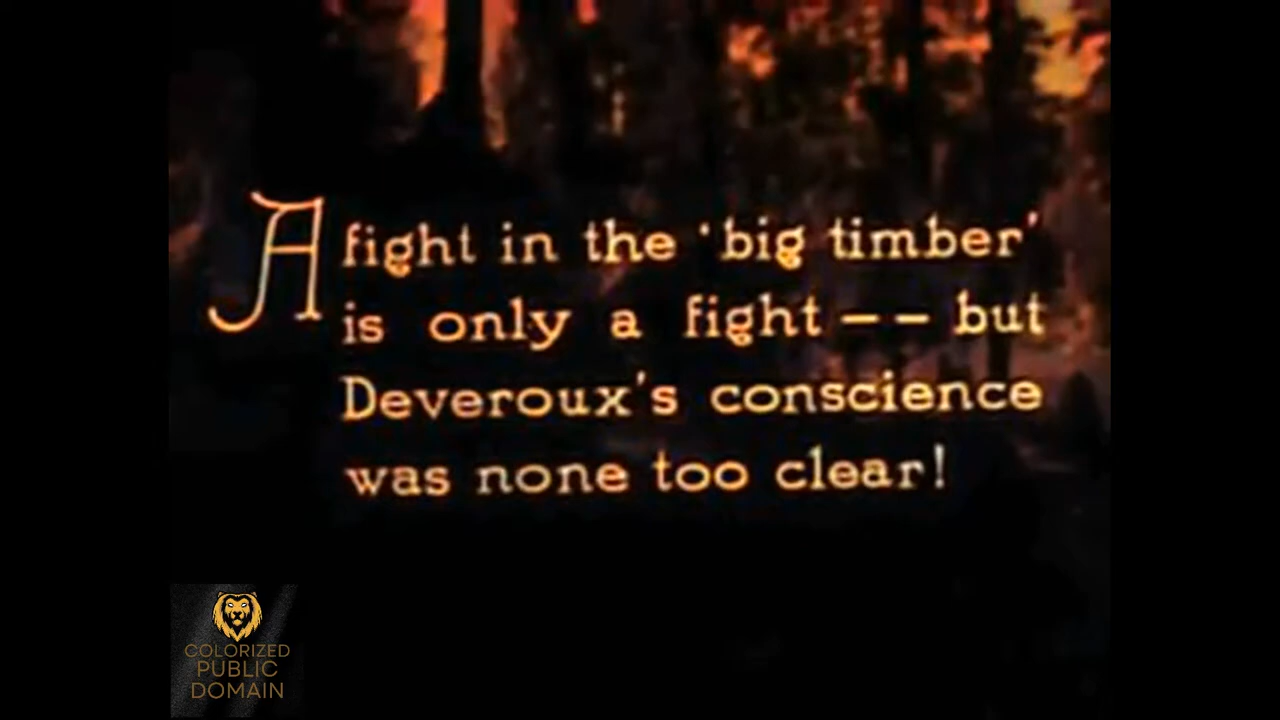 A fight in the 'big timber'
is only a fight -- but
Deveroux's conscience
was none too clear!
COLORIZED
PUBLIC
DOMAIN